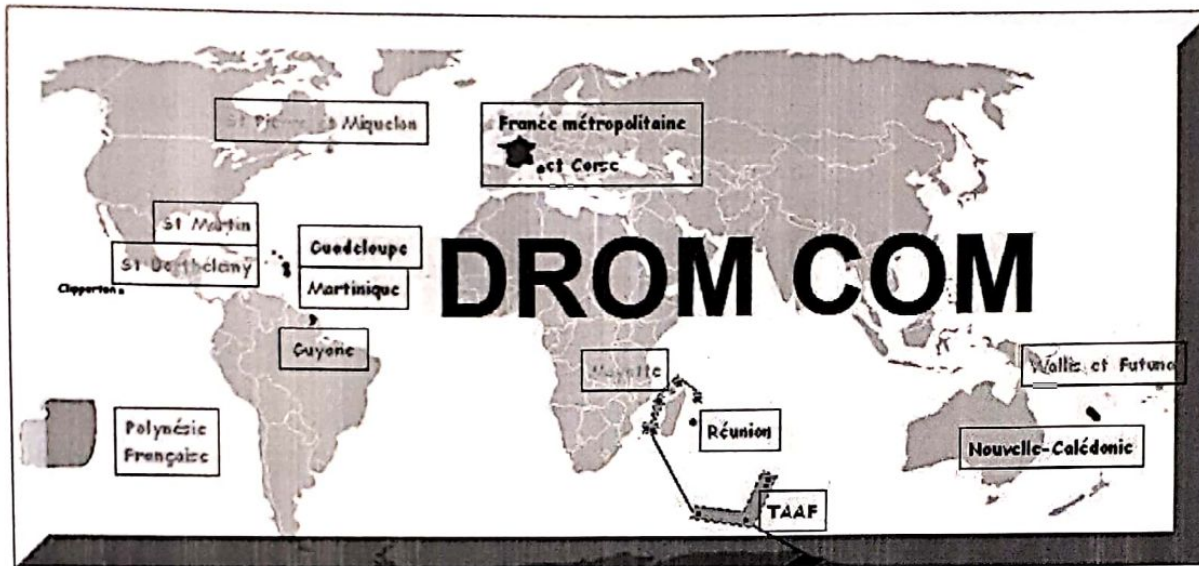 St Pierre et Miquelon
France métropolitaine
et Corse
St Martin
St Barthélamy
Guadeloupe
Martinique
DROM COM
Clipperton
Guyane
Mayotte
Wallis et Futuna
Polynésie
Française
Réunion
Nouvelle-Calédonie
TAAF